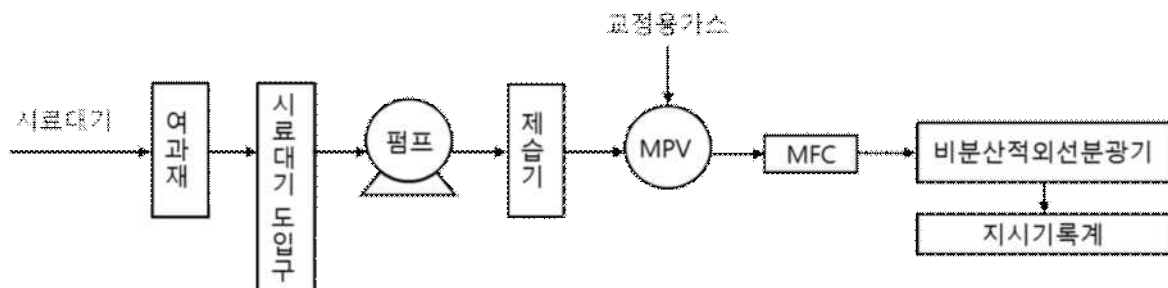 교정용가스
시료대기
여과재
시료대기 도입구
펌프
제습기
MPV
MFC
비분산적외선분광기
지시기록계